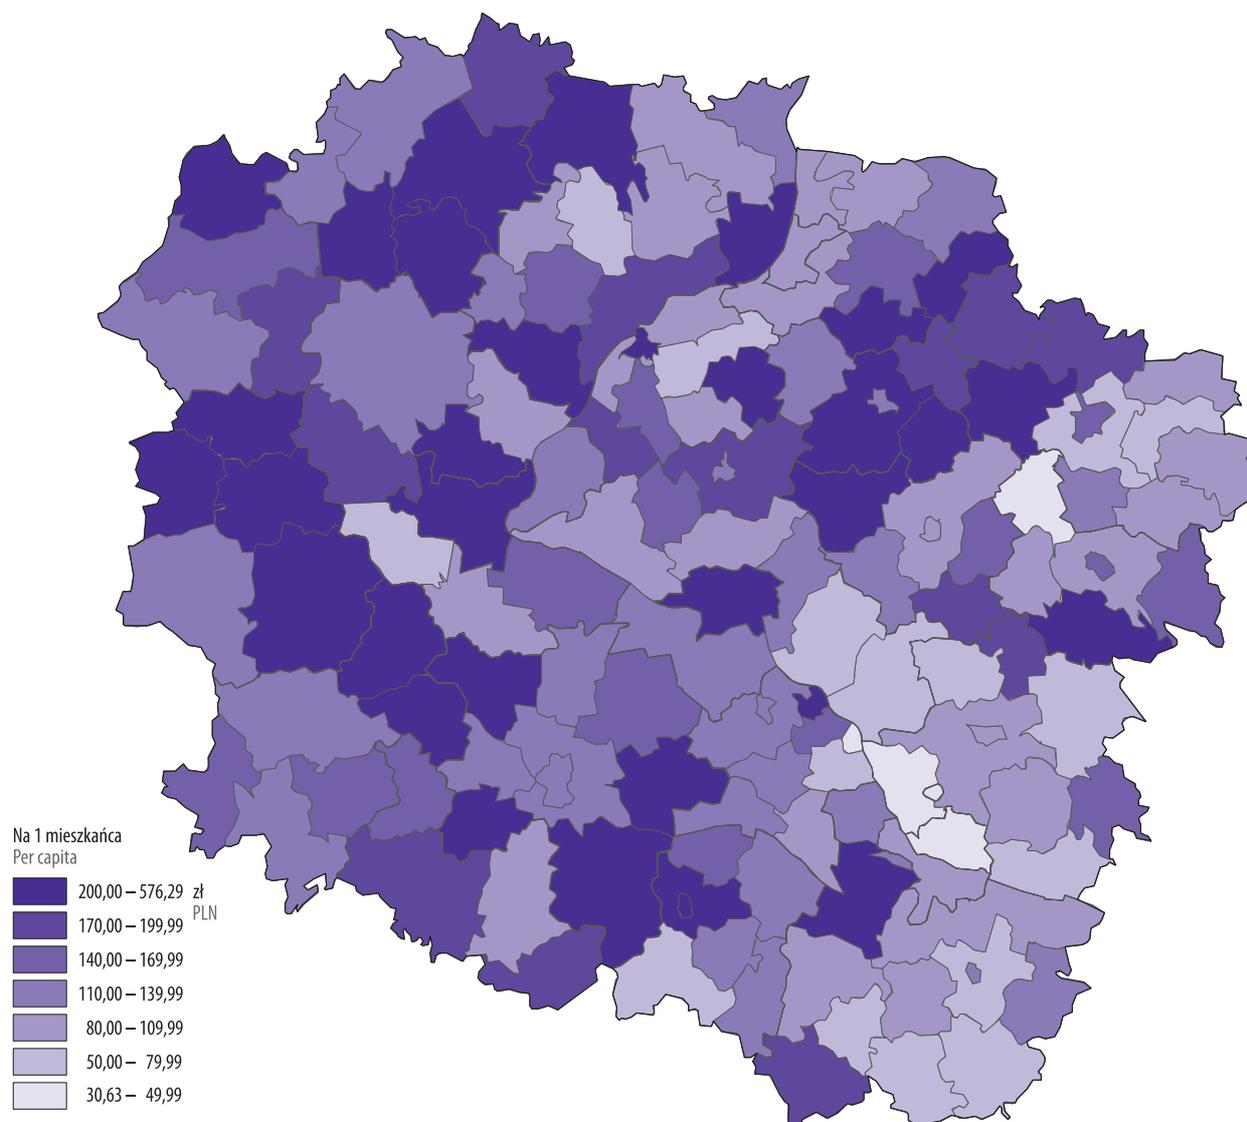 Na 1 mieszkańca
Per capita
200,00 – 576,29 zł
PLN
170,00 – 199,99
140,00 – 169,99
110,00 – 139,99
80,00 – 109,99
50,00 – 79,99
30,63 – 49,99